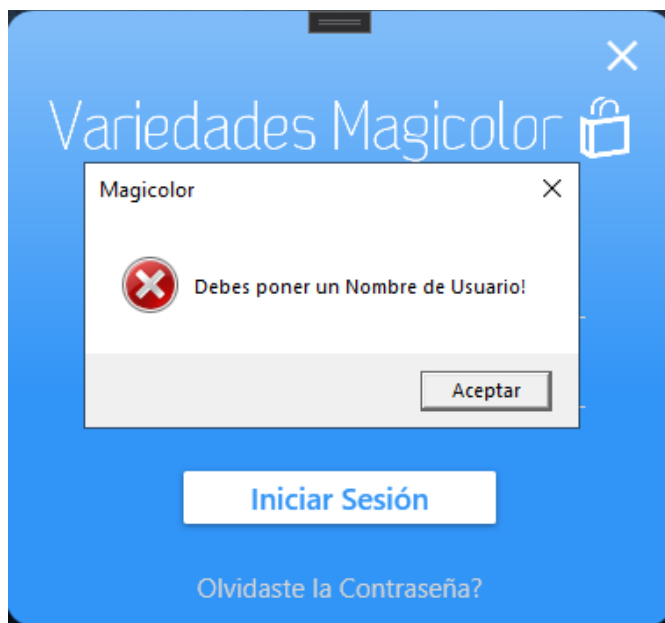 Variedades Magicolor
Magicolor
Debes poner un Nombre de Usuario!
Aceptar
Iniciar Sesión
Olvidaste la Contraseña?